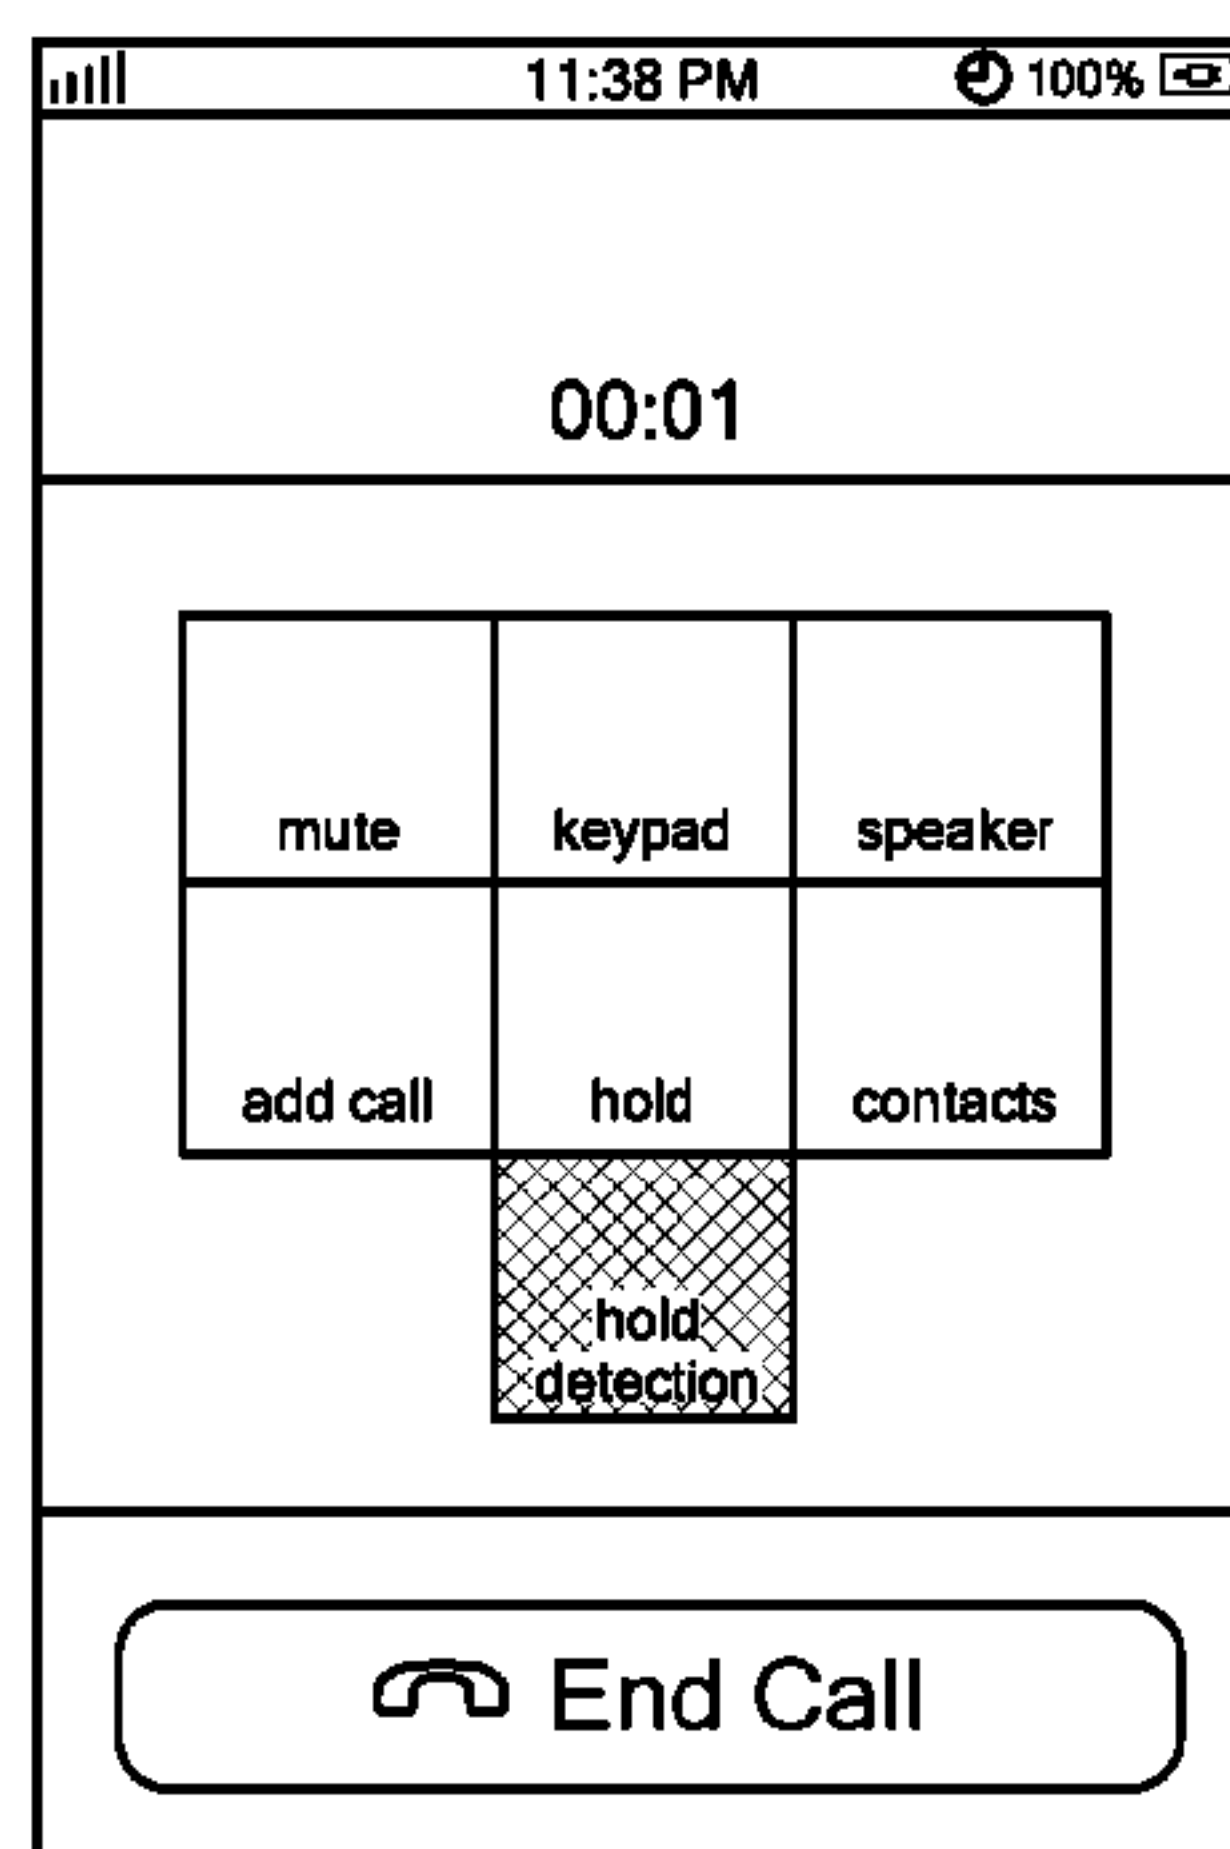 11:38 PM 100%
00:01
mute keypad speaker
add call hold contacts
hold
detection
End Call